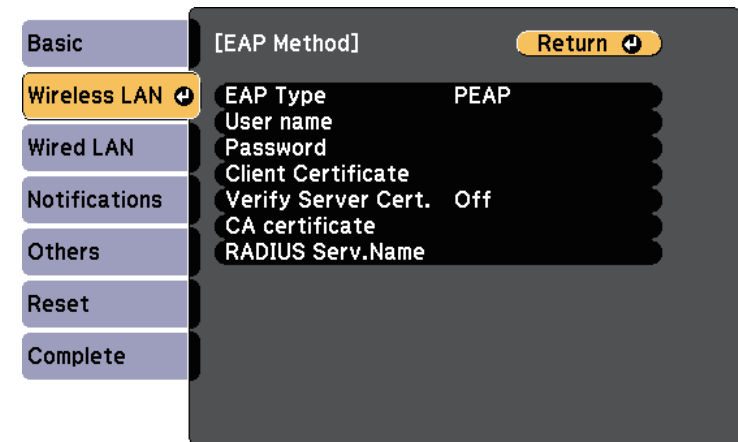 Basic
Wireless LAN
Wired LAN
Notifications
Others
Reset
Complete
[EAP Method]
Return
EAP Type PEAP
User name
Password
Client Certificate
Verify Server Cert. Off
CA certificate
RADIUS Serv.Name